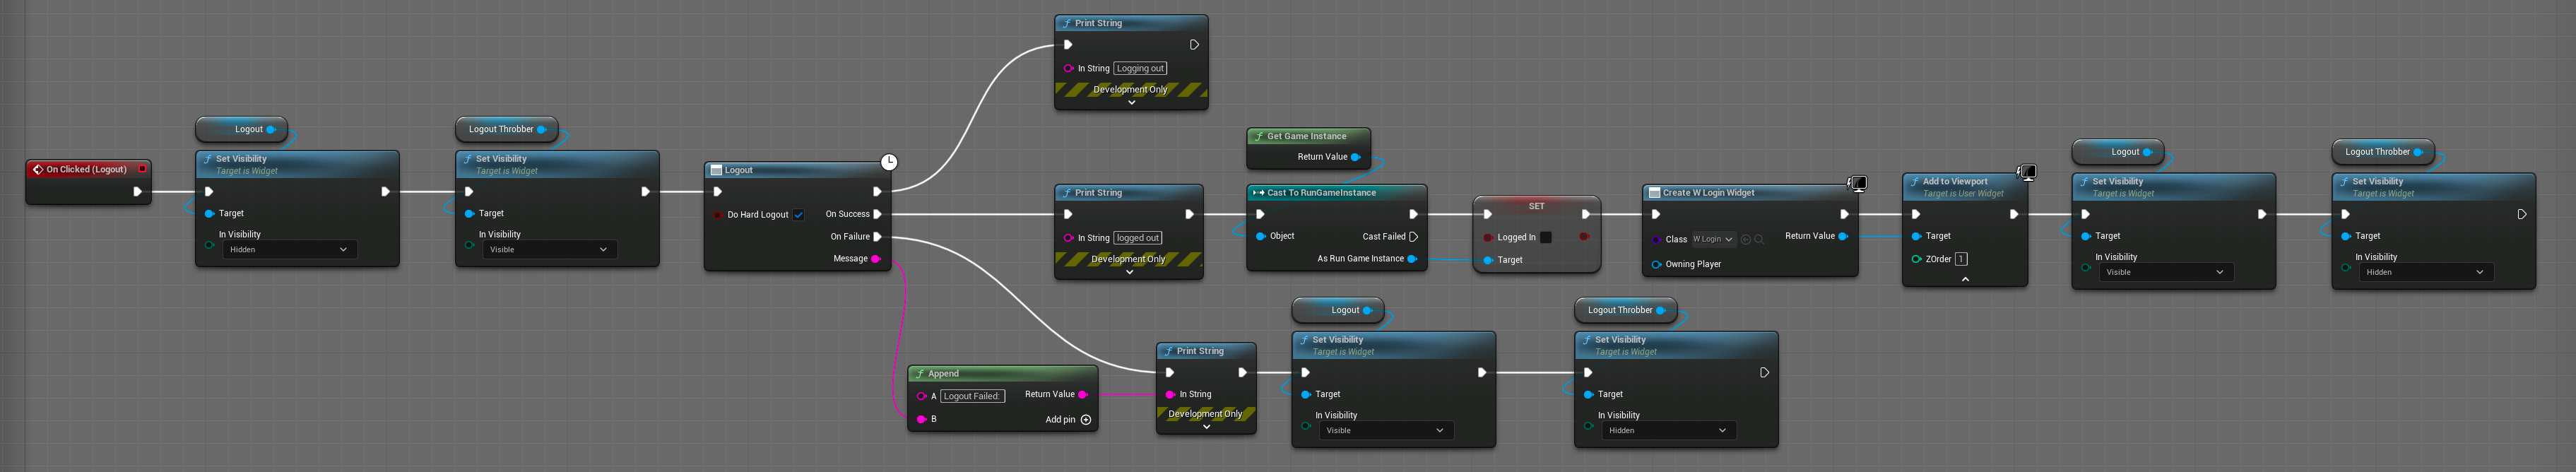 On Clicked (Logout)
Logout
Set Visibility
Target is Widget
Target
In Visibility
Hidden
Logout Throbber
Set Visibility
Target is Widget
Target
In Visibility
Visible
Logout
Do Hard Logout
On Success
On Failure
Message
Print String
In String Logging out
Development Only
Print String
In String logged out
Development Only
Get Game Instance
Return Value
Cast To RunGameInstance
Object
Cast Failed
As Run Game Instance
SET
Logged In
Target
Create W Login Widget
Class W Login
Return Value
Owning Player
Add to Viewport
Target is User Widget
Target
ZOrder 1
Logout
Set Visibility
Target is Widget
Target
In Visibility
Visible
Logout Throbber
Set Visibility
Target is Widget
Target
In Visibility
Hidden
Append
A Logout Failed:
Return Value
B
Add pin
Print String
In String
Development Only
Logout
Set Visibility
Target is Widget
Target
In Visibility
Visible
Logout Throbber
Set Visibility
Target is Widget
Target
In Visibility
Hidden